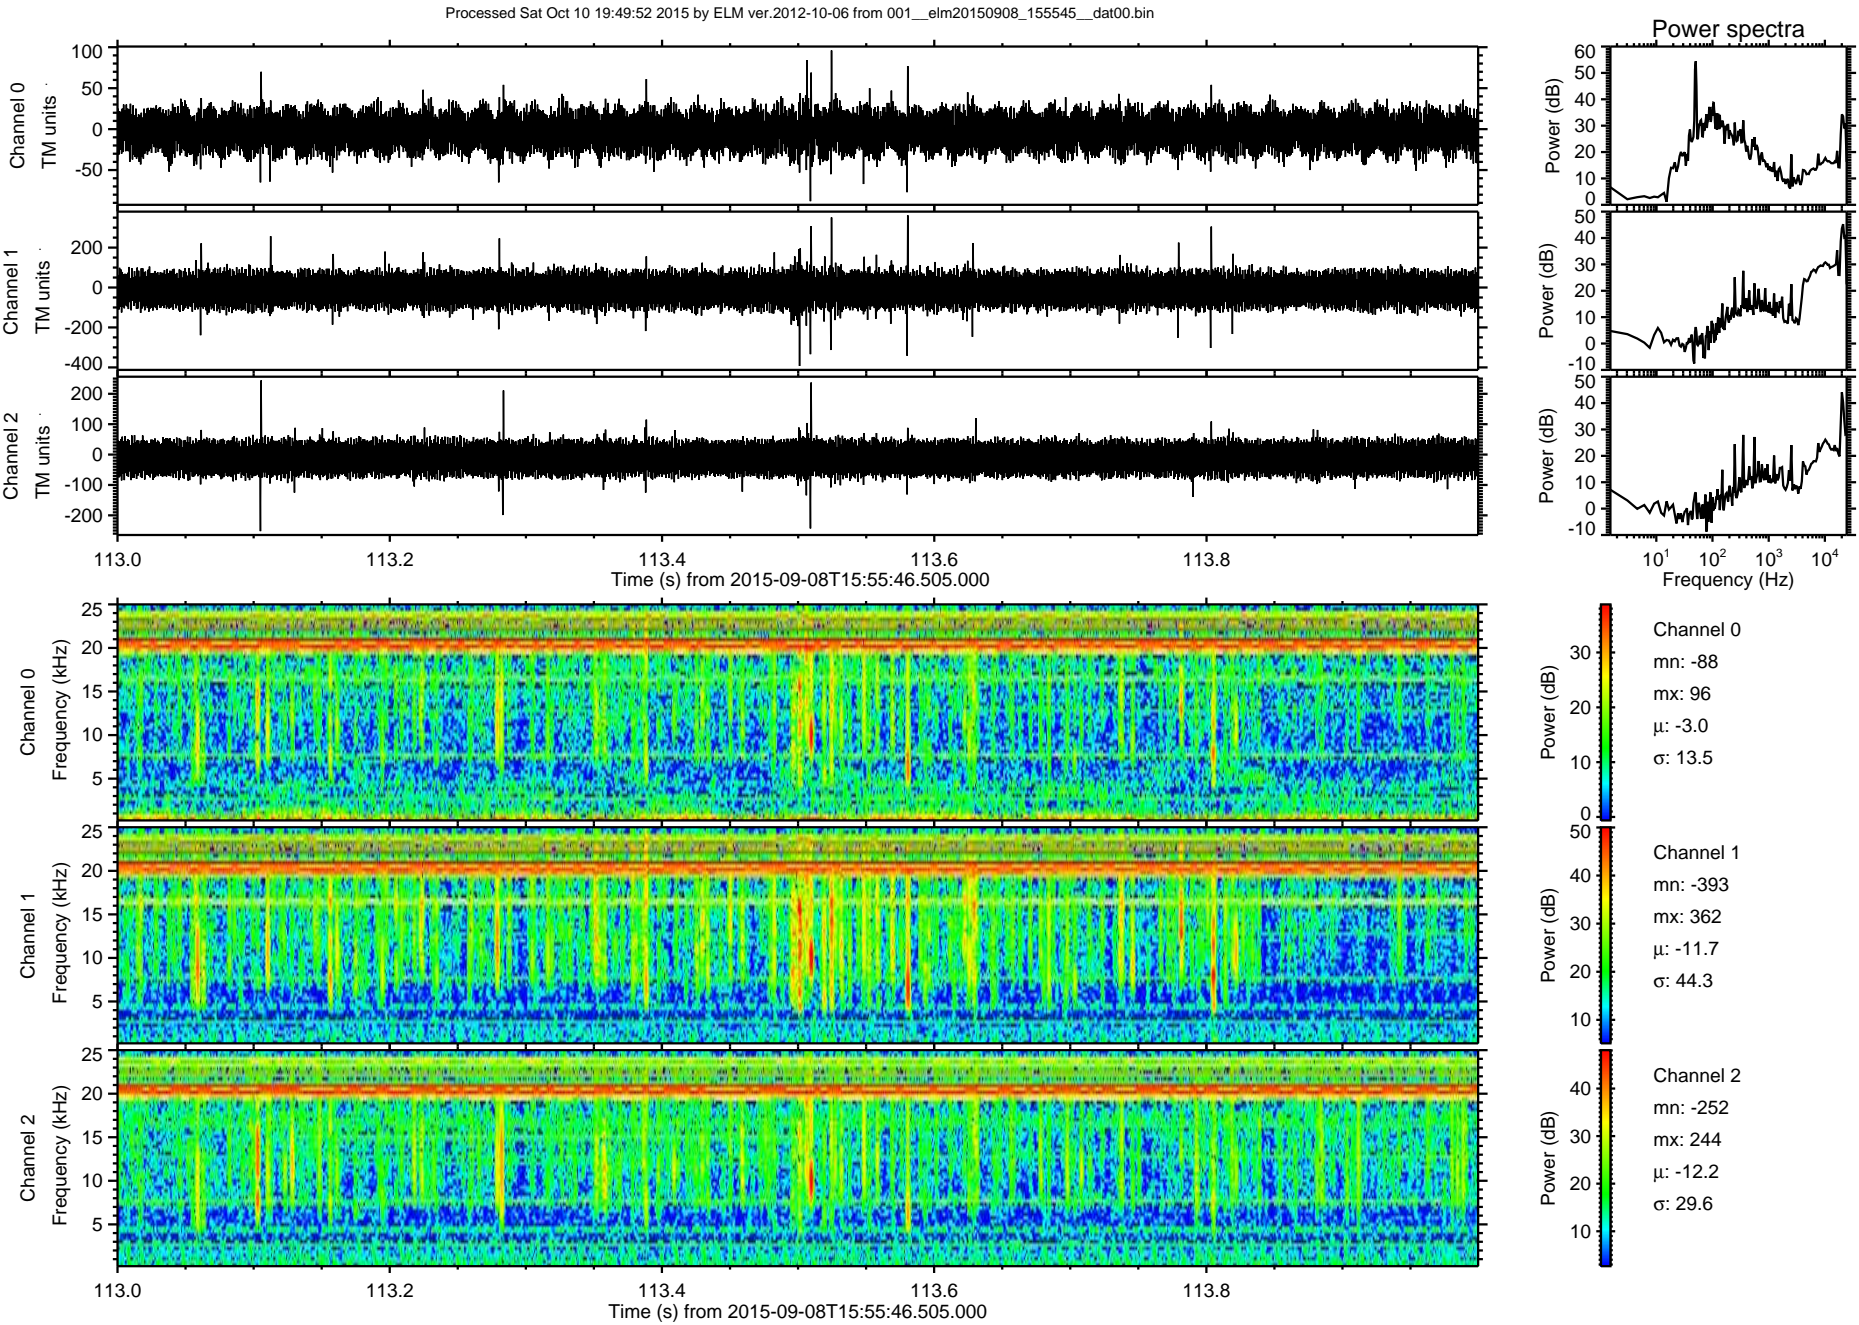 Processed Sat Oct 10 19:49:52 2015 by ELM ver.2012-10-06 from 001__elm20150908_155545__dat00.bin
Power spectra
Channel 0
TM units
100
50
0
-50
Power (dB)
60
50
40
30
20
10
0
Channel 1
TM units
200
0
-200
-400
Power (dB)
50
40
30
20
10
0
-10
Channel 2
TM units
200
100
0
-100
-200
Power (dB)
50
40
30
20
10
0
-10
113.0 113.2 113.4 113.6 113.8
Time (s) from 2015-09-08T15:55:46.505.000
10^1 10^2 10^3 10^4
Frequency (Hz)
Channel 0
Frequency (kHz)
25
20
15
10
5
Power (dB)
30
20
10
0
Channel 0
mn: -88
mx: 96
μ: -3.0
σ: 13.5
Channel 1
Frequency (kHz)
25
20
15
10
5
Power (dB)
50
40
30
20
10
Channel 1
mn: -393
mx: 362
μ: -11.7
σ: 44.3
Channel 2
Frequency (kHz)
25
20
15
10
5
Power (dB)
40
30
20
10
Channel 2
mn: -252
mx: 244
μ: -12.2
σ: 29.6
113.0 113.2 113.4 113.6 113.8
Time (s) from 2015-09-08T15:55:46.505.000